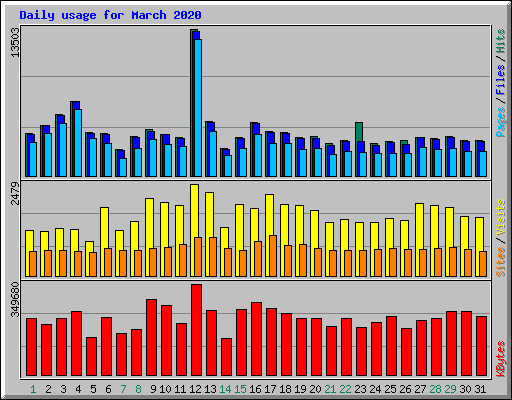 Daily usage for March 2020
13503
Pages / Files / Hits
2479
Sites / Visits
349680
KBytes
1 2 3 4 5 6 7 8 9 10 11 12 13 14 15 16 17 18 19 20 21 22 23 24 25 26 27 28 29 30 31